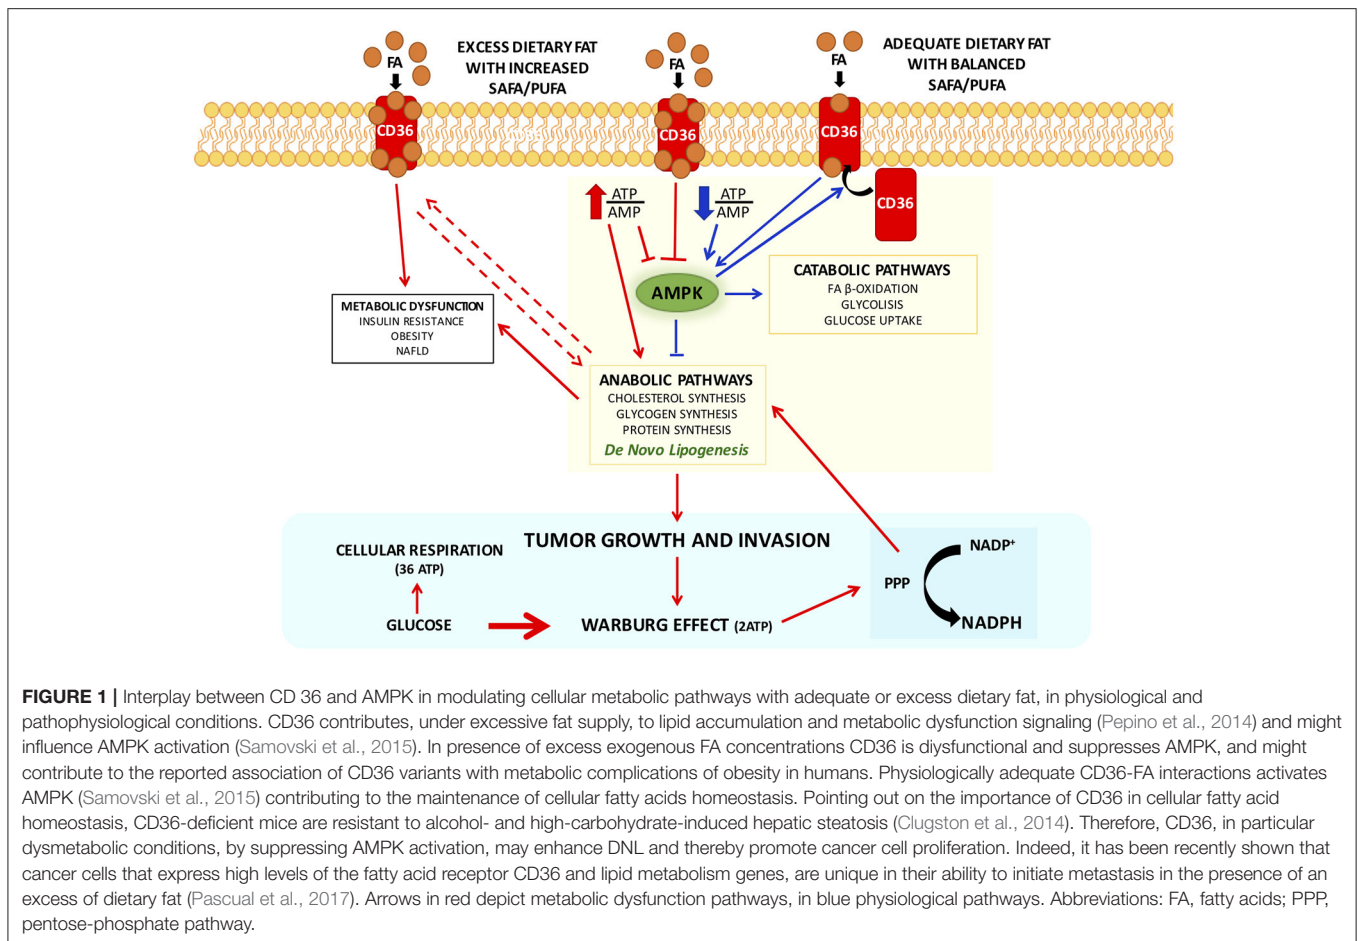 FA
EXCESS DIETARY FAT
WITH INCREASED
SAFA/PUFA
FA
FA
ADEQUATE DIETARY FAT
WITH BALANCED
SAFA/PUFA
CD36
CD36
CD36
CD36
ATP
AMP
ATP
AMP
AMPK
CATABOLIC PATHWAYS
FA β-OXIDATION
GLYCOLISIS
GLUCOSE UPTAKE
METABOLIC DYSFUNCTION
INSULIN RESISTANCE
OBESITY
NAFLD
ANABOLIC PATHWAYS
CHOLESTEROL SYNTHESIS
GLYCOGEN SYNTHESIS
PROTEIN SYNTHESIS
De Novo Lipogenesis
TUMOR GROWTH AND INVASION
CELLULAR RESPIRATION
(36 ATP)
GLUCOSE
WARBURG EFFECT (2ATP)
PPP
NADP⁺
NADPH
FIGURE 1 | Interplay between CD 36 and AMPK in modulating cellular metabolic pathways with adequate or excess dietary fat, in physiological and
pathophysiological conditions. CD36 contributes, under excessive fat supply, to lipid accumulation and metabolic dysfunction signaling (Pepino et al., 2014) and might
influence AMPK activation (Samovski et al., 2015). In presence of excess exogenous FA concentrations CD36 is diysfunctional and suppresses AMPK, and might
contribute to the reported association of CD36 variants with metabolic complications of obesity in humans. Physiologically adequate CD36-FA interactions activates
AMPK (Samovski et al., 2015) contributing to the maintenance of cellular fatty acids homeostasis. Pointing out on the importance of CD36 in cellular fatty acid
homeostasis, CD36-deficient mice are resistant to alcohol- and high-carbohydrate-induced hepatic steatosis (Clugston et al., 2014). Therefore, CD36, in particular
dysmetabolic conditions, by suppressing AMPK activation, may enhance DNL and thereby promote cancer cell proliferation. Indeed, it has been recently shown that
cancer cells that express high levels of the fatty acid receptor CD36 and lipid metabolism genes, are unique in their ability to initiate metastasis in the presence of an
excess of dietary fat (Pascual et al., 2017). Arrows in red depict metabolic dysfunction pathways, in blue physiological pathways. Abbreviations: FA, fatty acids; PPP,
pentose-phosphate pathway.